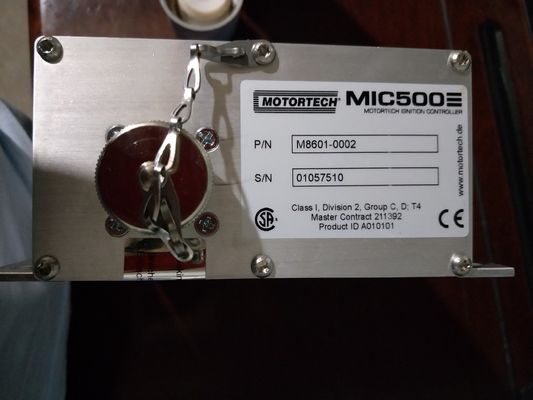 MOTORTECH® MIC500
MOTORTECH IGNITION CONTROLLER
P/N M8601-0002
S/N 01057510
www.motortech.de
Class I, Division 2, Group C, D; T4
Master Contract 211392
Product ID A010101
CSA
CE